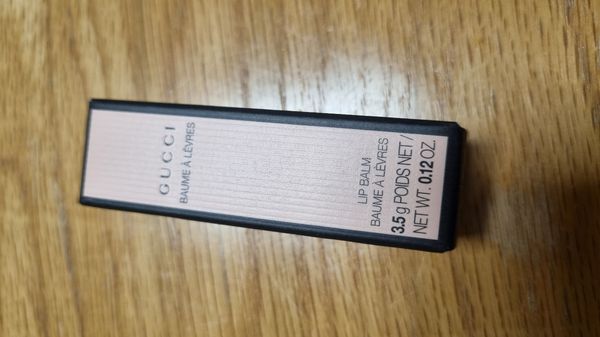 GUCCI
BAUME À LÈVRES
LIP BALM
BAUME À LÈVRES
3.5 g POIDS NET /
NET WT. 0.12 OZ